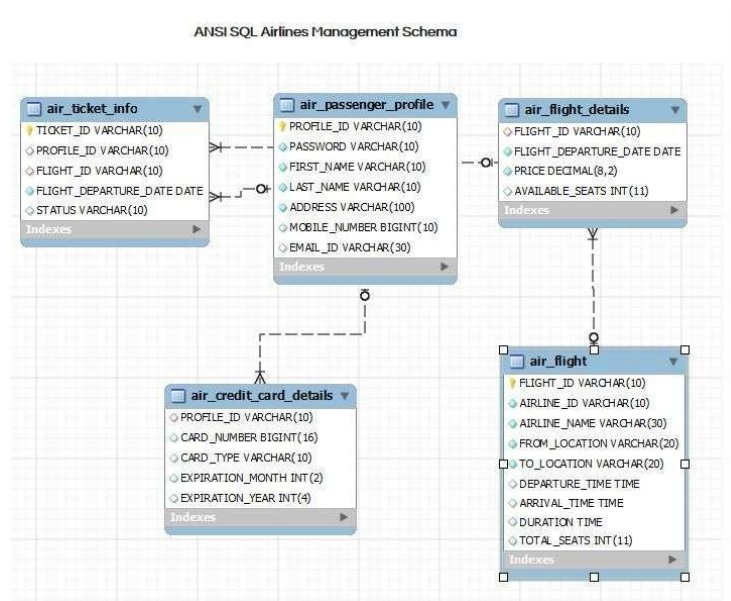 ANSI SQL Airlines Management Schema
air_ticket_info
TICKET_ID VARCHAR(10)
PROFILE_ID VARCHAR(10)
FLIGHT_ID VARCHAR(10)
FLIGHT_DEPARTURE_DATE DATE
STATUS VARCHAR(10)
Indexes
air_passenger_profile
PROFILE_ID VARCHAR(10)
PASSWORD VARCHAR(10)
FIRST_NAME VARCHAR(10)
LAST_NAME VARCHAR(10)
ADDRESS VARCHAR(100)
MOBILE_NUMBER BIGINT(10)
EMAIL_ID VARCHAR(30)
Indexes
air_flight_details
FLIGHT_ID VARCHAR(10)
FLIGHT_DEPARTURE_DATE DATE
PRICE DECIMAL(8,2)
AVAILABLE_SEATS INT(11)
Indexes
air_credit_card_details
PROFILE_ID VARCHAR(10)
CARD_NUMBER BIGINT(16)
CARD_TYPE VARCHAR(10)
EXPIRATION_MONTH INT(2)
EXPIRATION_YEAR INT(4)
Indexes
air_flight
FLIGHT_ID VARCHAR(10)
AIRLINE_ID VARCHAR(10)
AIRLINE_NAME VARCHAR(30)
FROM_LOCATION VARCHAR(20)
TO_LOCATION VARCHAR(20)
DEPARTURE_TIME TIME
ARRIVAL_TIME TIME
DURATION TIME
TOTAL_SEATS INT(11)
Indexes